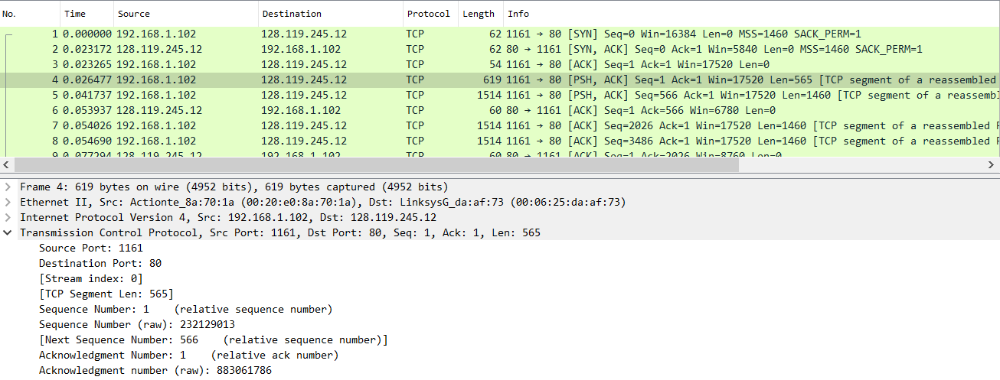 No. Time Source Destination Protocol Length Info
1 0.000000 192.168.1.102 128.119.245.12 TCP 62 1161 → 80 [SYN] Seq=0 Win=16384 Len=0 MSS=1460 SACK_PERM=1
2 0.023172 128.119.245.12 192.168.1.102 TCP 62 80 → 1161 [SYN, ACK] Seq=0 Ack=1 Win=5840 Len=0 MSS=1460 SACK_PERM=1
3 0.023265 192.168.1.102 128.119.245.12 TCP 54 1161 → 80 [ACK] Seq=1 Ack=1 Win=17520 Len=0
4 0.026477 192.168.1.102 128.119.245.12 TCP 619 1161 → 80 [PSH, ACK] Seq=1 Ack=1 Win=17520 Len=565 [TCP segment of a reassembled
5 0.041737 192.168.1.102 128.119.245.12 TCP 1514 1161 → 80 [PSH, ACK] Seq=566 Ack=1 Win=17520 Len=1460 [TCP segment of a reassembl
6 0.053937 128.119.245.12 192.168.1.102 TCP 60 80 → 1161 [ACK] Seq=1 Ack=566 Win=6780 Len=0
7 0.054026 192.168.1.102 128.119.245.12 TCP 1514 1161 → 80 [ACK] Seq=2026 Ack=1 Win=17520 Len=1460 [TCP segment of a reassembled P
8 0.054690 192.168.1.102 128.119.245.12 TCP 1514 1161 → 80 [ACK] Seq=3486 Ack=1 Win=17520 Len=1460 [TCP segment of a reassembled P
9 0.077294 128.119.245.12 192.168.1.102 TCP 60 80 → 1161 [ACK] Seq=1 Ack=2026 Win=8760 Len=0
Frame 4: 619 bytes on wire (4952 bits), 619 bytes captured (4952 bits)
Ethernet II, Src: Actionte_8a:70:1a (00:20:e0:8a:70:1a), Dst: LinksysG_da:af:73 (00:06:25:da:af:73)
Internet Protocol Version 4, Src: 192.168.1.102, Dst: 128.119.245.12
Transmission Control Protocol, Src Port: 1161, Dst Port: 80, Seq: 1, Ack: 1, Len: 565
Source Port: 1161
Destination Port: 80
[Stream index: 0]
[TCP Segment Len: 565]
Sequence Number: 1 (relative sequence number)
Sequence Number (raw): 232129013
[Next Sequence Number: 566 (relative sequence number)]
Acknowledgment Number: 1 (relative ack number)
Acknowledgment number (raw): 883061786